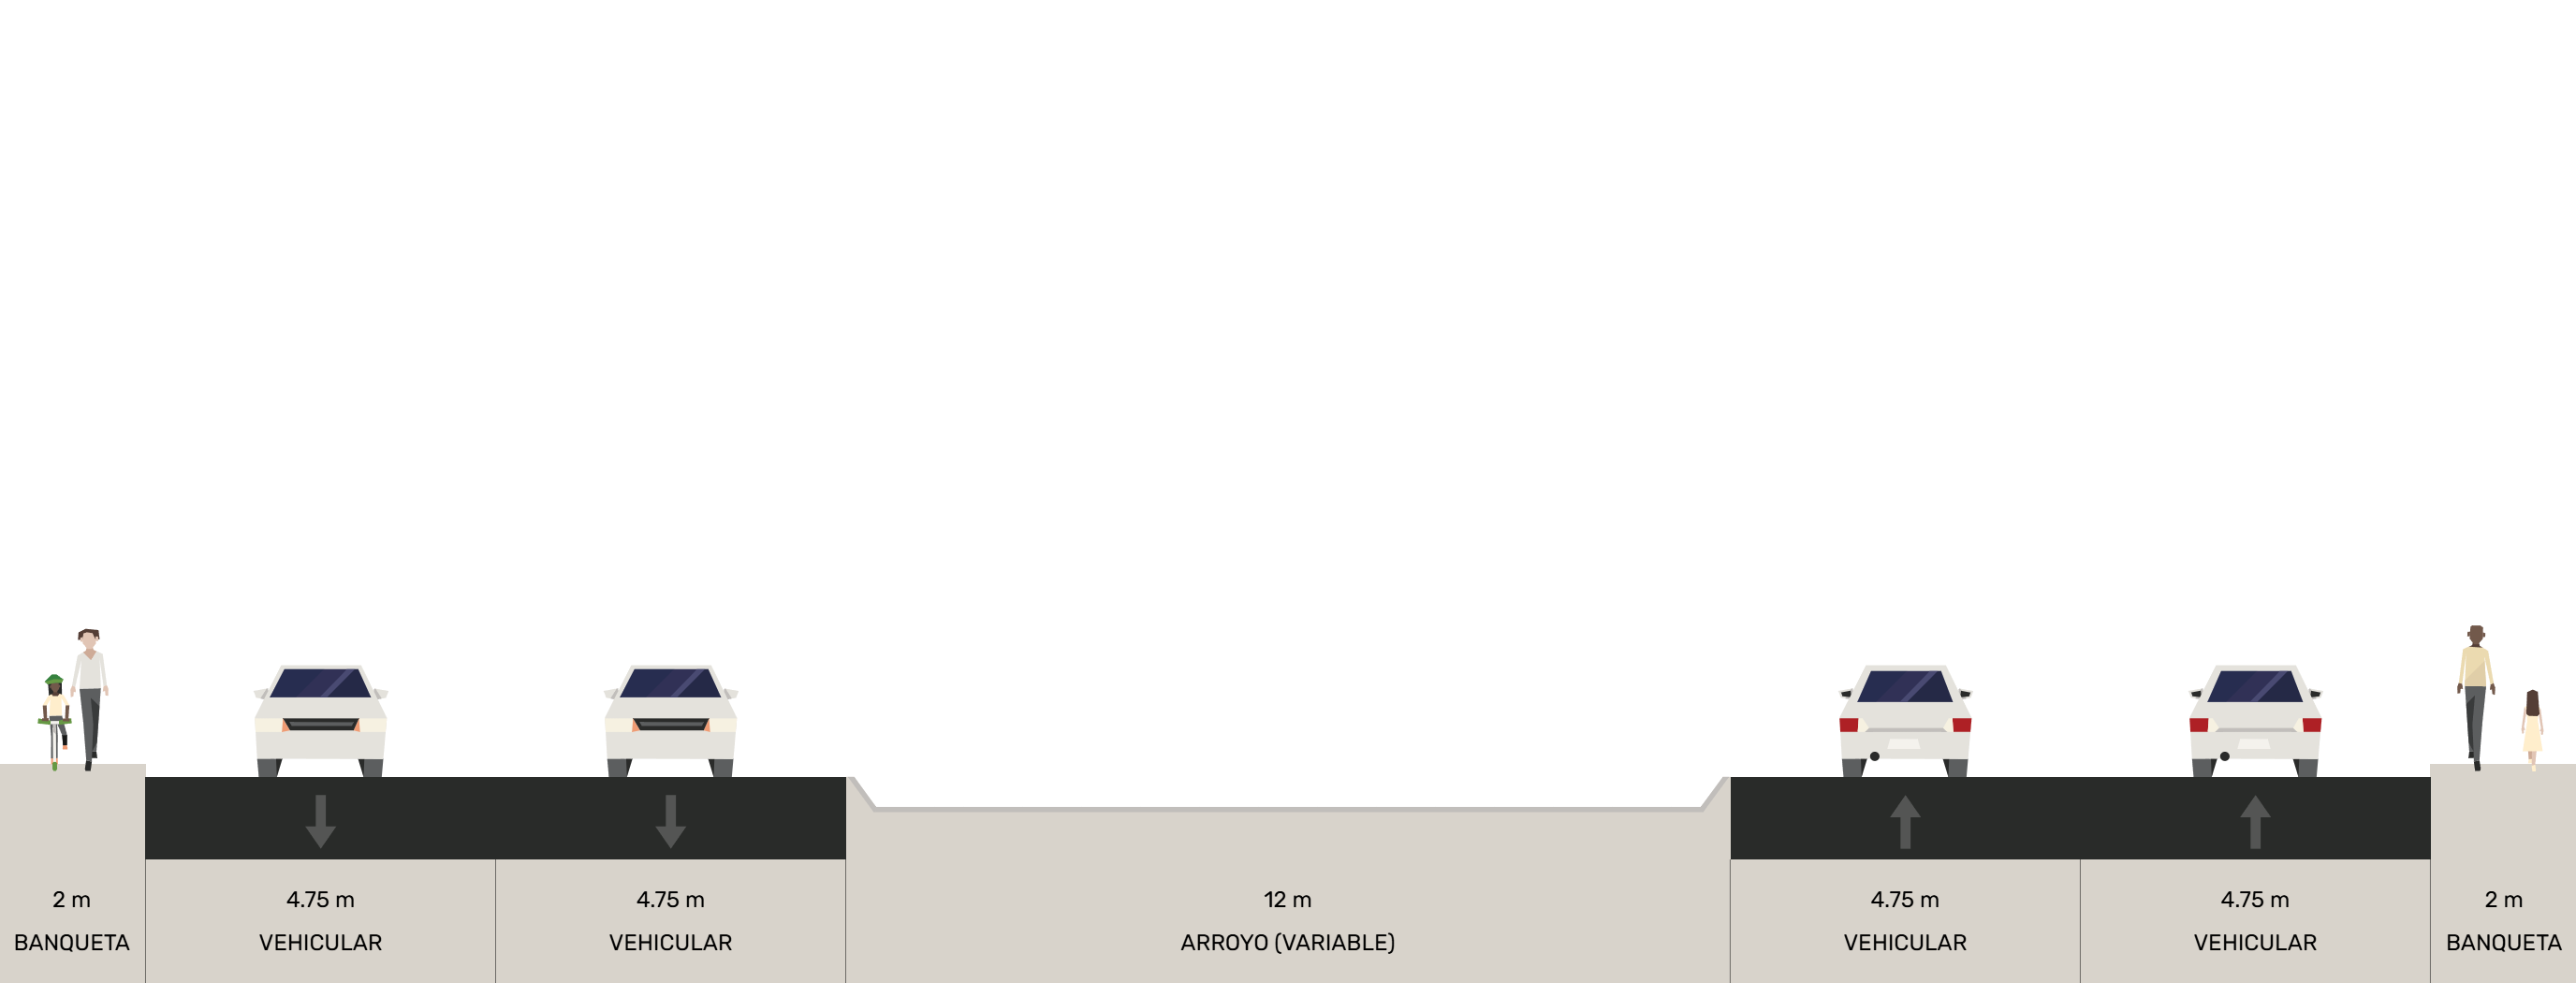 2 m
BANQUETA
4.75 m
VEHICULAR
4.75 m
VEHICULAR
12 m
ARROYO (VARIABLE)
4.75 m
VEHICULAR
4.75 m
VEHICULAR
2 m
BANQUETA